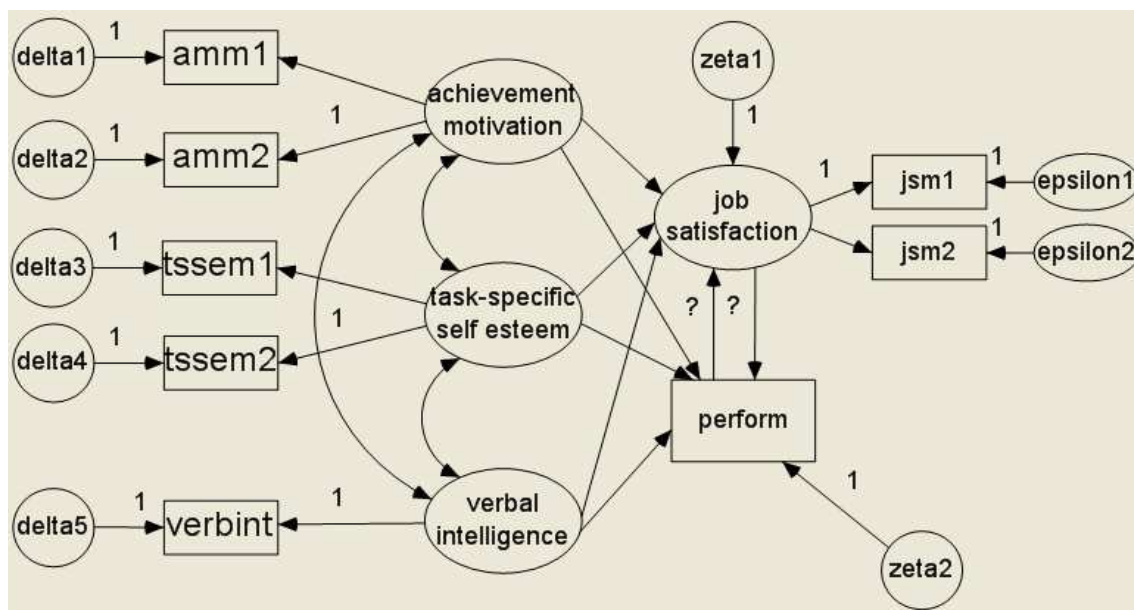 delta1
1
amm1
delta2
1
amm2
delta3
1
tssem1
delta4
1
tssem2
delta5
1
verbint
achievement
motivation
1
task-specific
self esteem
1
verbal
intelligence
1
zeta1
1
job
satisfaction
1
jsm1
1
epsilon1
jsm2
1
epsilon2
?
?
perform
1
zeta2